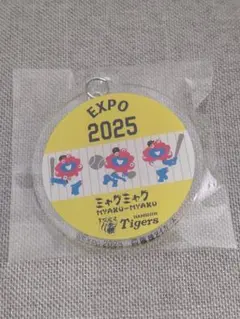 EXPO
2025
ミャクミャク
MYAKU-MYAKU
HANSHIN
Tigers